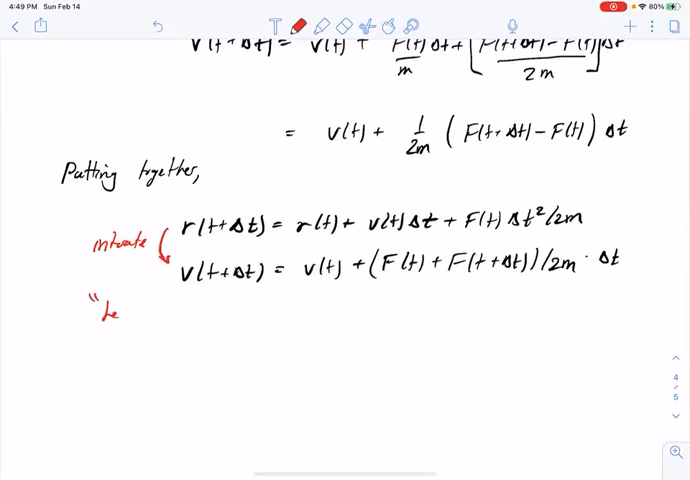 4:49 PM Sun Feb 14
80%
v(t+Δt) = v(t) + F(t)/m Δt + [F(t+Δt) - F(t)/2m] Δt
= v(t) + 1/2m (F(t+Δt) - F(t)) Δt
Putting together,
r(t+Δt) = r(t) + v(t)Δt + F(t) Δt²/2m
v(t+Δt) = v(t) + (F(t) + F(t+Δt))/2m · Δt
"
4
/
5